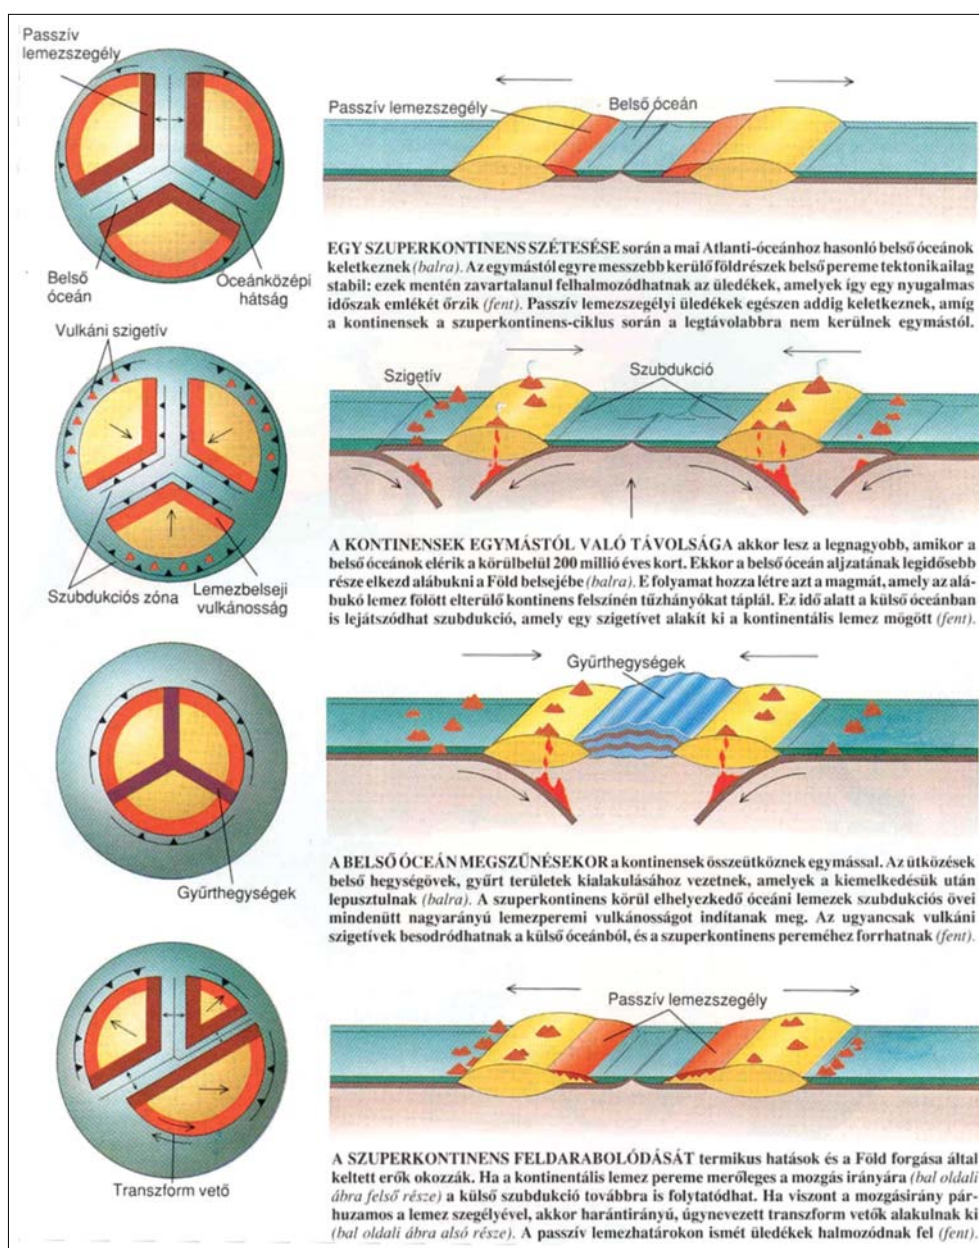 Passzív
lemezszegély
Belső
óceán
Óceánközépi
hátság
Passzív lemezszegély
Belső óceán
EGY SZUPERKONTINENS SZÉTESÉSE során a mai Atlanti-óceánhoz hasonló belső óceánok
keletkeznek (balra). Az egymástól egyre messzebb kerülő földrészek belső pereme tektonikailag
stabil: ezek mentén zavartalanul felhalmozódhatnak az üledékek, amelyek így egy nyugalmas
időszak emlékét őrzik (fent). Passzív lemezszegélyi üledékek egészen addig keletkeznek, amíg
a kontinensek a szuperkontinens-ciklus során a legtávolabbra nem kerülnek egymástól.
Vulkáni szigetív
Szubdukciós zóna
Lemezbelseji
vulkánosság
Szigetív
Szubdukció
A KONTINENSEK EGYMÁSTÓL VALÓ TÁVOLSÁGA akkor lesz a legnagyobb, amikor a
belső óceánok elérik a körülbelül 200 millió éves kort. Ekkor a belső óceán aljzatának legidősebb
része elkezd alábukni a Föld belsejébe (balra). E folyamat hozza létre azt a magmát, amely az alá-
bukó lemez fölött elterülő kontinens felszínén tűzhányókat táplál. Ez idő alatt a külső óceánban
is lejátszódhat szubdukció, amely egy szigetívet alakít ki a kontinentális lemez mögött (fent).
Gyűrthegységek
Gyűrthegységek
A BELSŐ ÓCEÁN MEGSZŰNÉSEKOR a kontinensek összeütköznek egymással. Az ütközések
belső hegységövek, gyűrt területek kialakulásához vezetnek, amelyek a kiemelkedésük után
lepusztulnak (balra). A szuperkontinens körül elhelyezkedő óceáni lemezek szubdukciós övei
mindenütt nagyarányú lemezperemi vulkánosságot indítanak meg. Az ugyancsak vulkáni
szigetívek besodródhatnak a külső óceánból, és a szuperkontinens pereméhez forrhatnak (fent).
Transzform vető
Passzív lemezszegély
A SZUPERKONTINENS FELDARABOLÓDÁSÁT termikus hatások és a Föld forgása által
keltett erők okozzák. Ha a kontinentális lemez pereme merőleges a mozgás irányára (bal oldali
ábra felső része) a külső szubdukció továbbra is folytatódhat. Ha viszont a mozgásirány pár-
huzamos a lemez szegélyével, akkor harántirányú, úgynevezett transzform vetők alakulnak ki
(bal oldali ábra alsó része). A passzív lemezhatárokon ismét üledékek halmozódnak fel (fent).